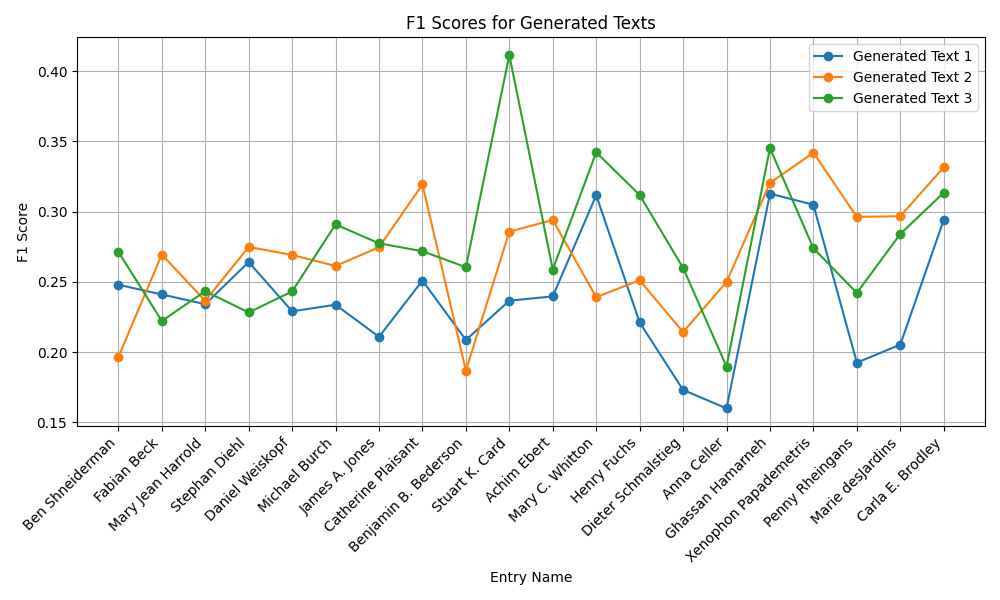 F1 Scores for Generated Texts
Generated Text 1
Generated Text 2
Generated Text 3
F1 Score
0.40
0.35
0.30
0.25
0.20
0.15
Ben Shneiderman
Fabian Beck
Mary Jean Harrold
Stephan Diehl
Daniel Weiskopf
Michael Burch
James A. Jones
Catherine Plaisant
Benjamin B. Bederson
Stuart K. Card
Achim Ebert
Mary C. Whitton
Henry Fuchs
Dieter Schmalstieg
Anna Celler
Ghassan Hamarneh
Xenophon Papademetris
Penny Rheingans
Marie desJardins
Carla E. Brodley
Entry Name